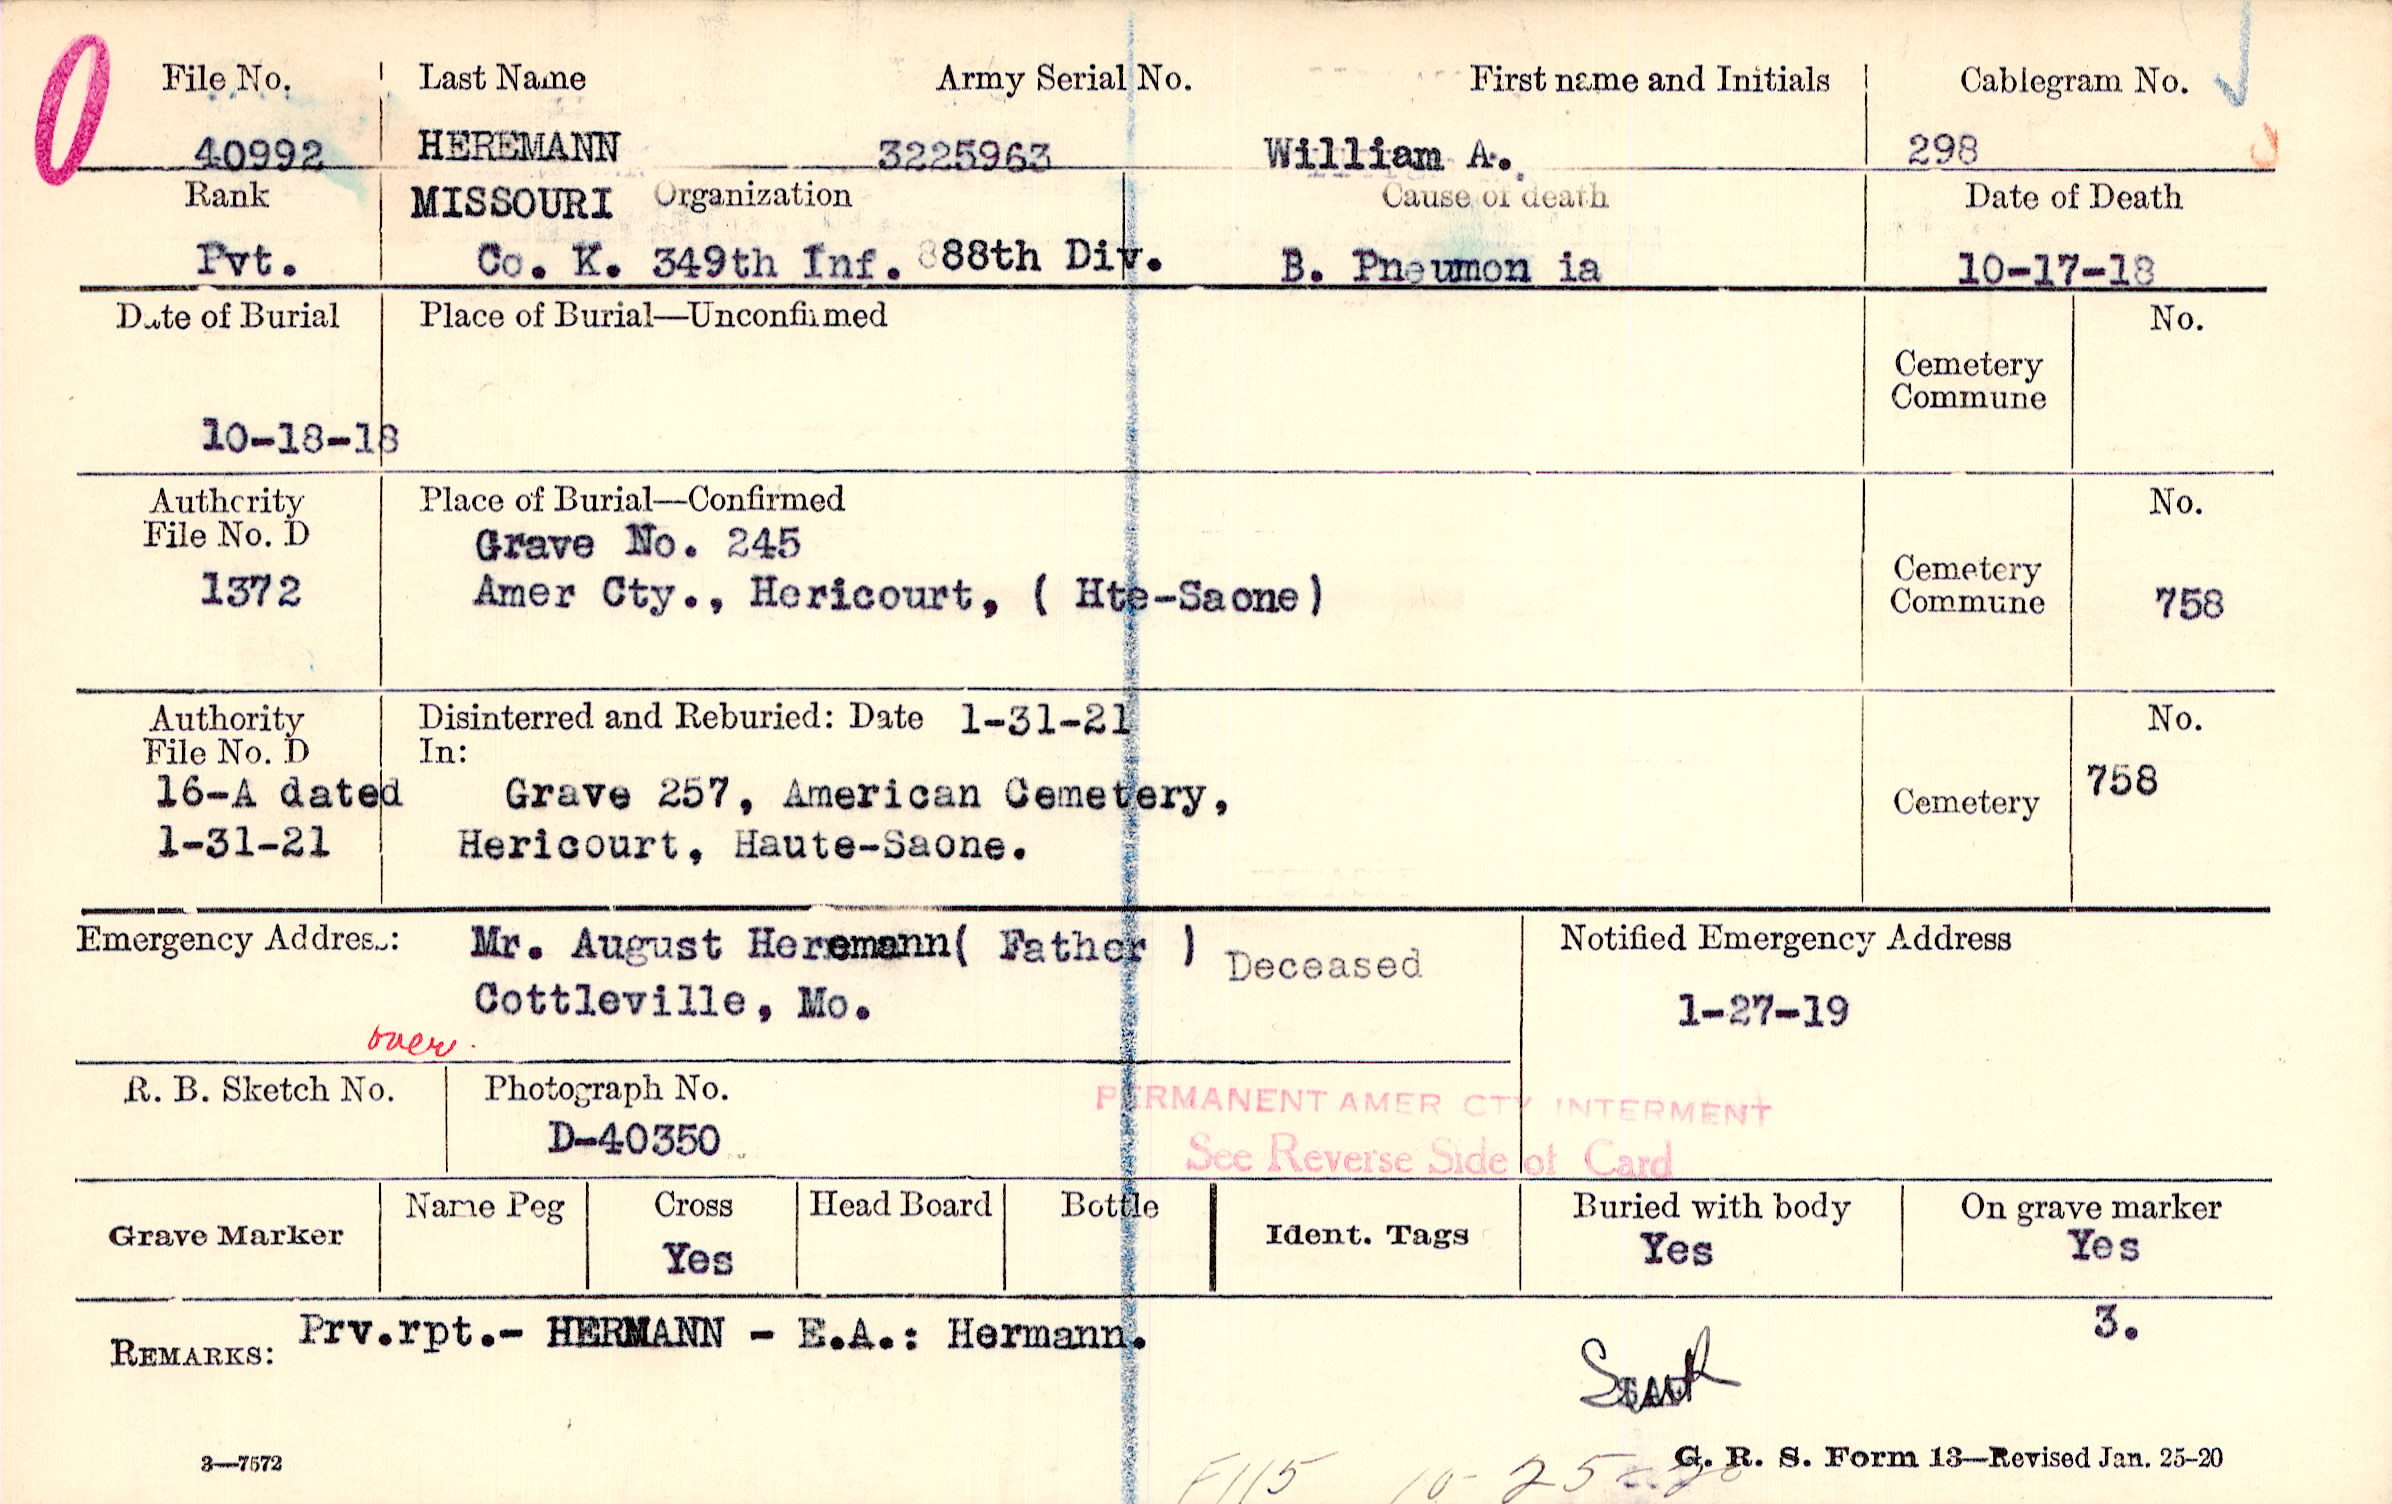 File No. Last Name Army Serial No. First name and Initials Cablegram No.
40992 HEREMANN 3225963 William A. 298
Rank MISSOURI Organization Cause of death Date of Death
Pvt. Co. K. 349th Inf. 88th Div. B. Pneumon ia 10-17-18
Date of Burial Place of Burial—Unconfirmed No.
Cemetery
Commune
10-18-18
Authority Place of Burial—Confirmed No.
File No. D Grave No. 245
1372 Amer Cty., Hericourt, ( Hte-Saone) Cemetery
Commune 758
Authority Disinterred and Reburied: Date 1-31-21 No.
File No. D In:
16-A dated Grave 257, American Cemetery, Cemetery 758
1-31-21 Hericourt, Haute-Saone.
Emergency Address: Mr. August Heremann( Father ) Deceased Notified Emergency Address
Cottleville, Mo. 1-27-19
over.
R. B. Sketch No. Photograph No. PERMANENT AMER CTY INTERMENT
D-40350 See Reverse Side of Card
Grave Marker Name Peg Cross Head Board Bottle Ident. Tags Buried with body On grave marker
Yes Yes Yes
REMARKS: Prv.rpt.- HERMANN - E.A.: Hermann. 3.
3—7572 G. R. S. Form 13—Revised Jan. 25-20